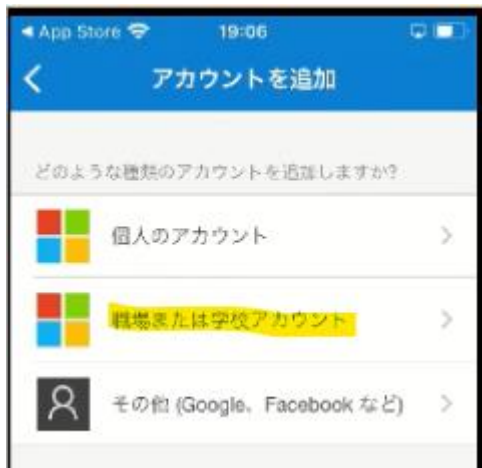 ◀ App Store 19:06
アカウントを追加
どのような種類のアカウントを追加しますか?
個人のアカウント
職場または学校アカウント
その他 (Google、Facebook など)